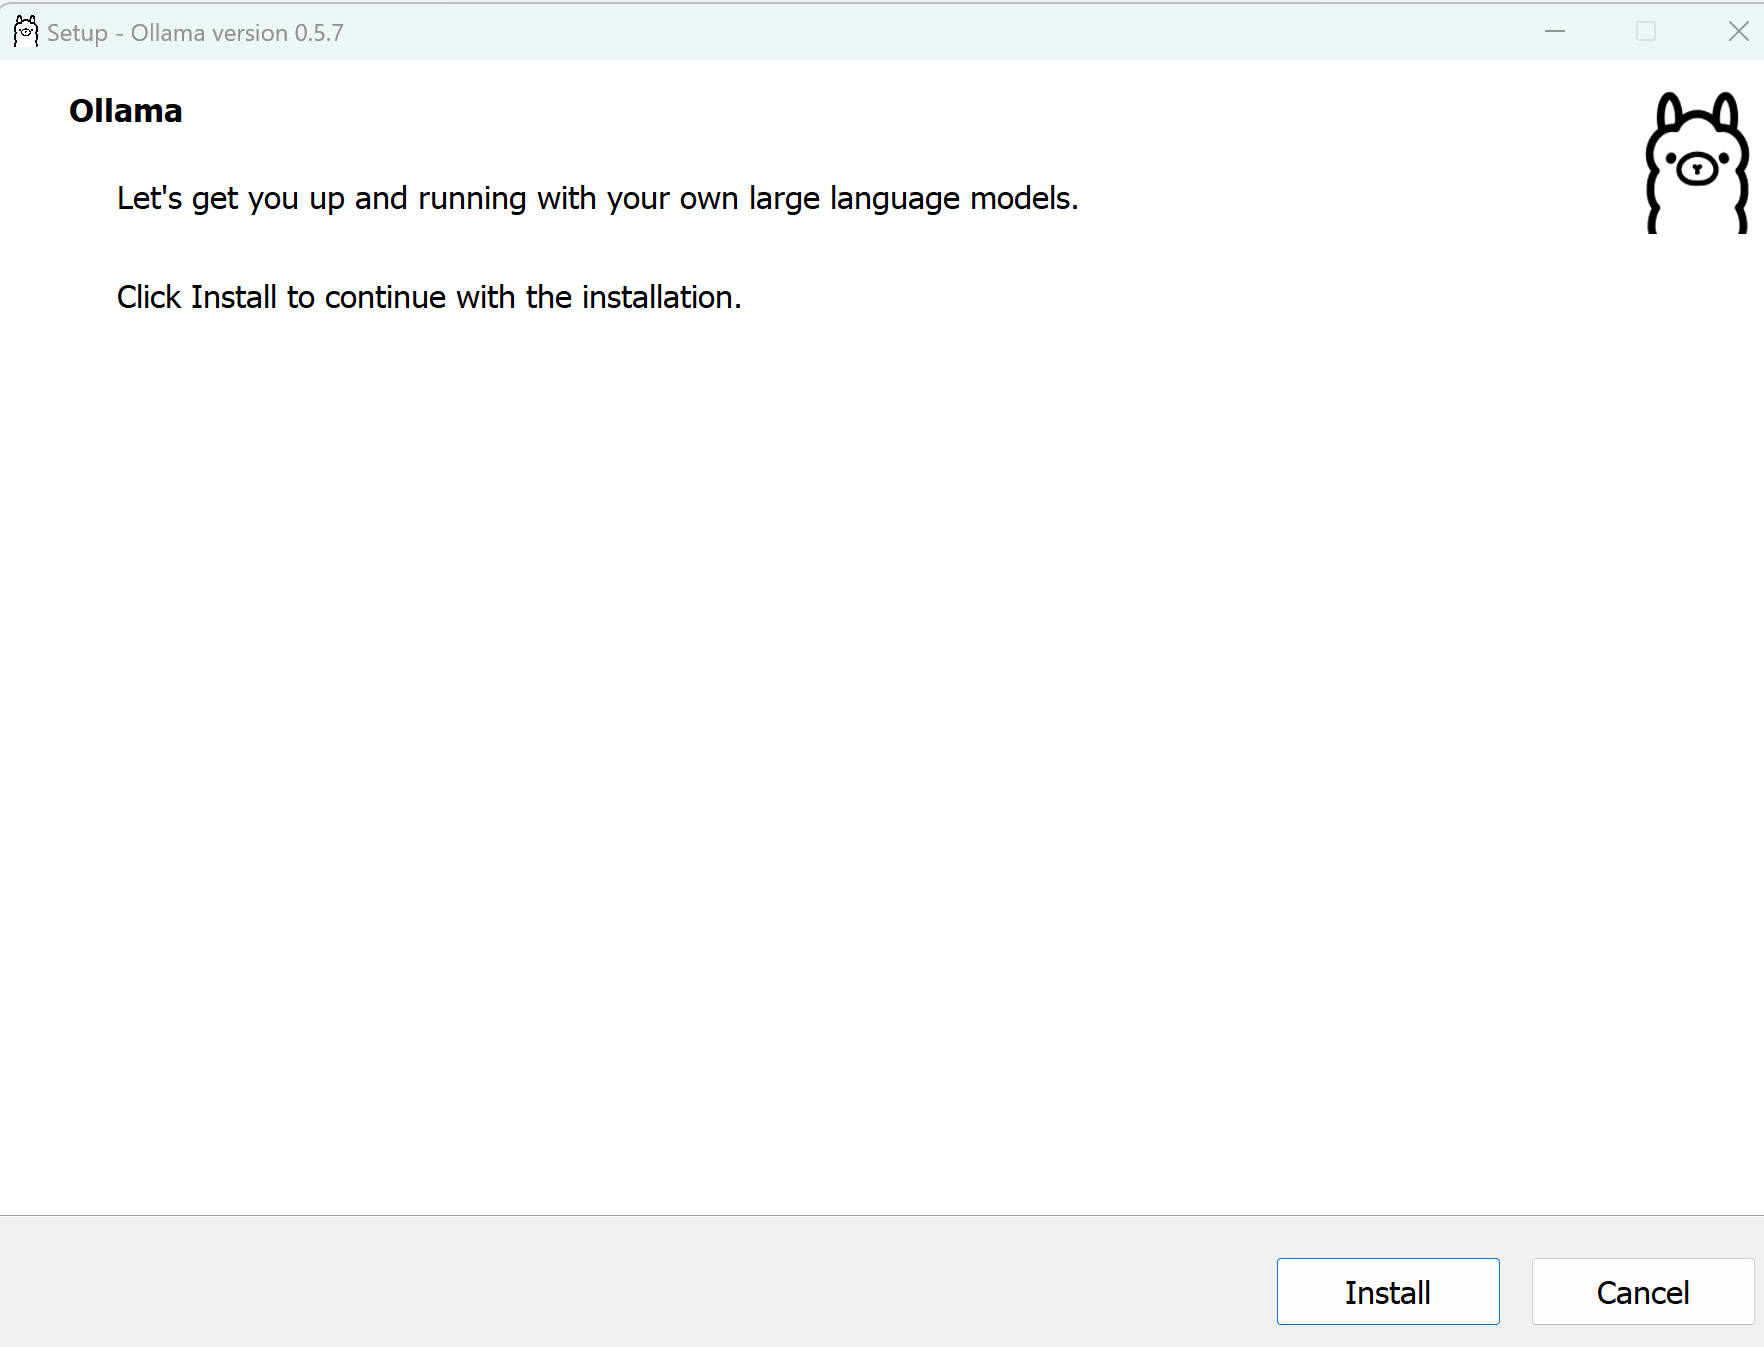 Setup - Ollama version 0.5.7
Ollama
Let's get you up and running with your own large language models.
Click Install to continue with the installation.
Install
Cancel